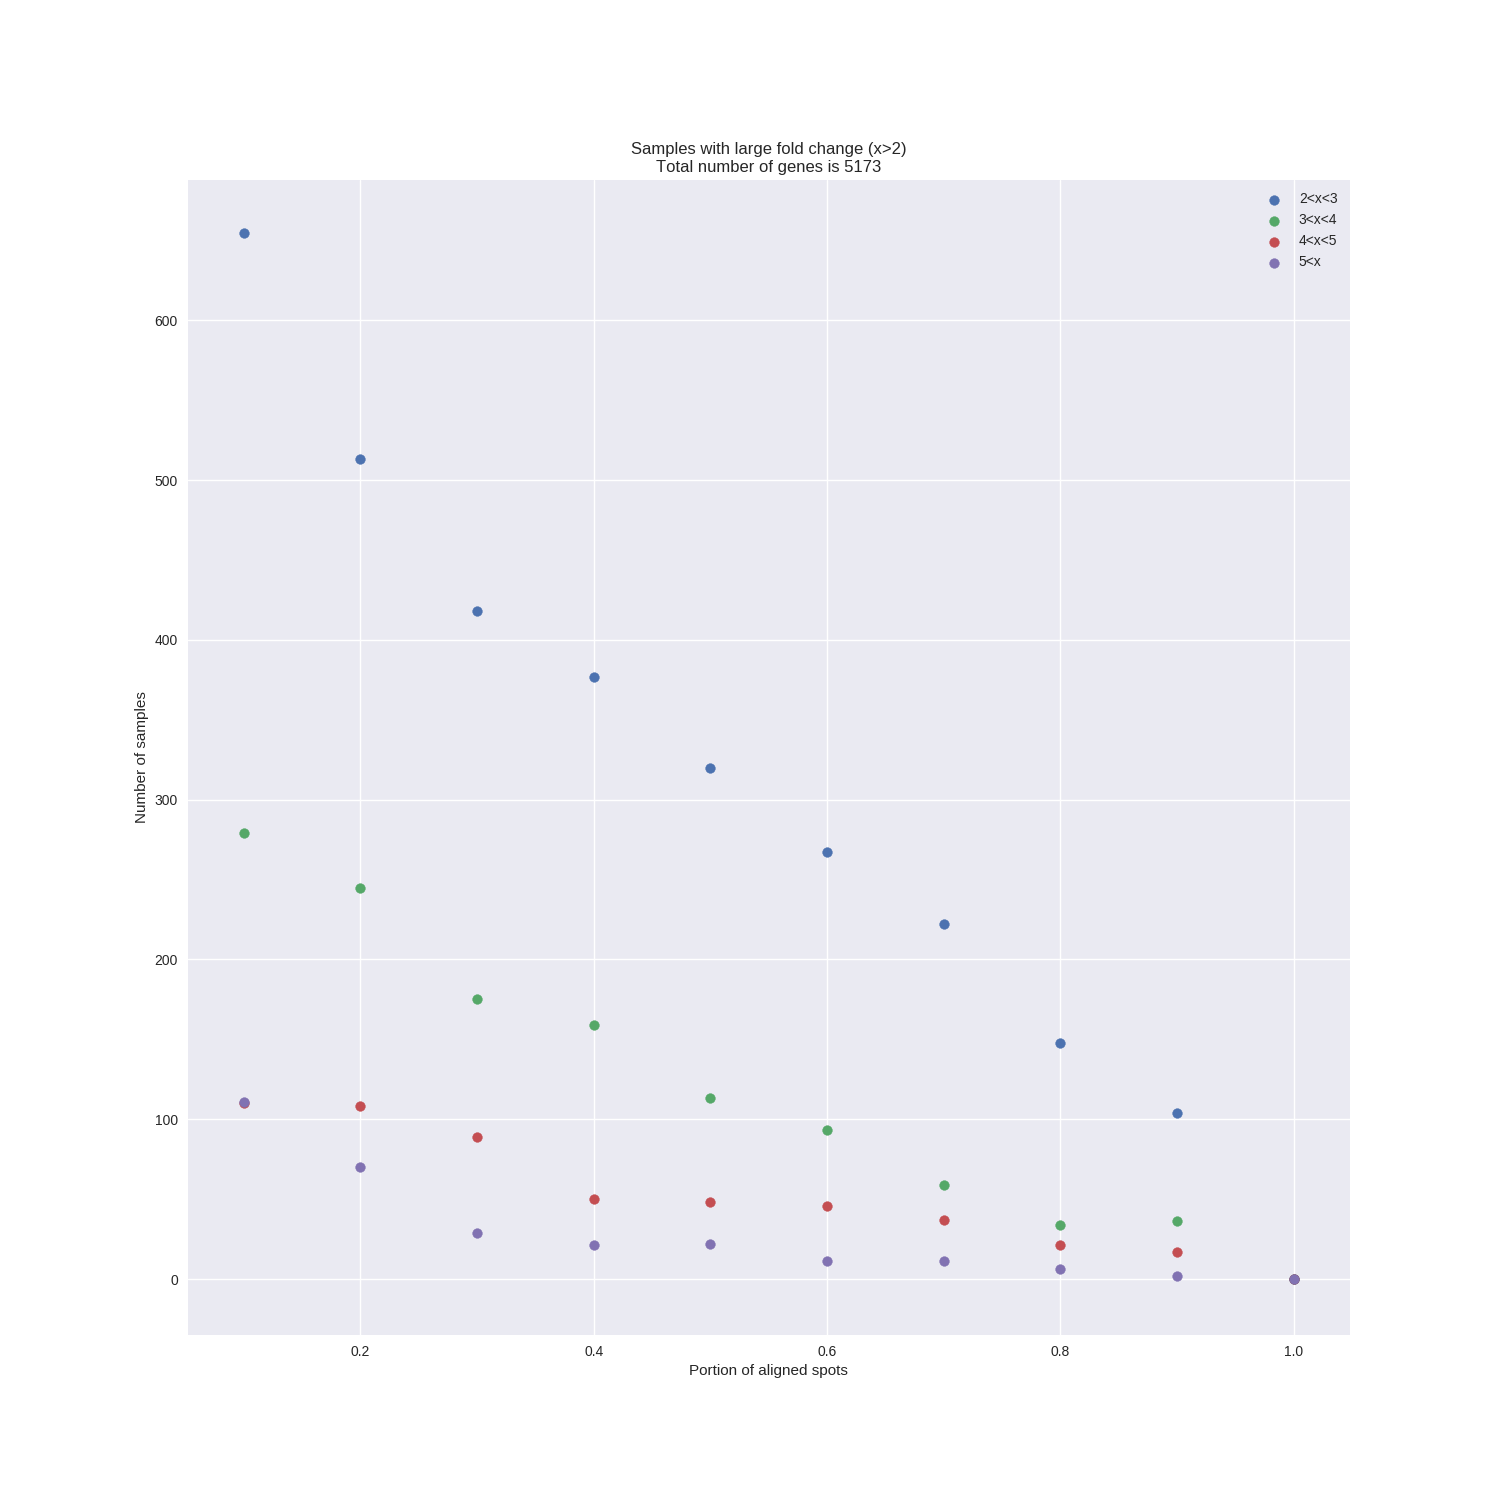 Samples with large fold change (x>2)
Total number of genes is 5173
2<x<3
3<x<4
4<x<5
5<x
600
500
400
300
200
100
0
Number of samples
0.2
0.4
0.6
0.8
1.0
Portion of aligned spots